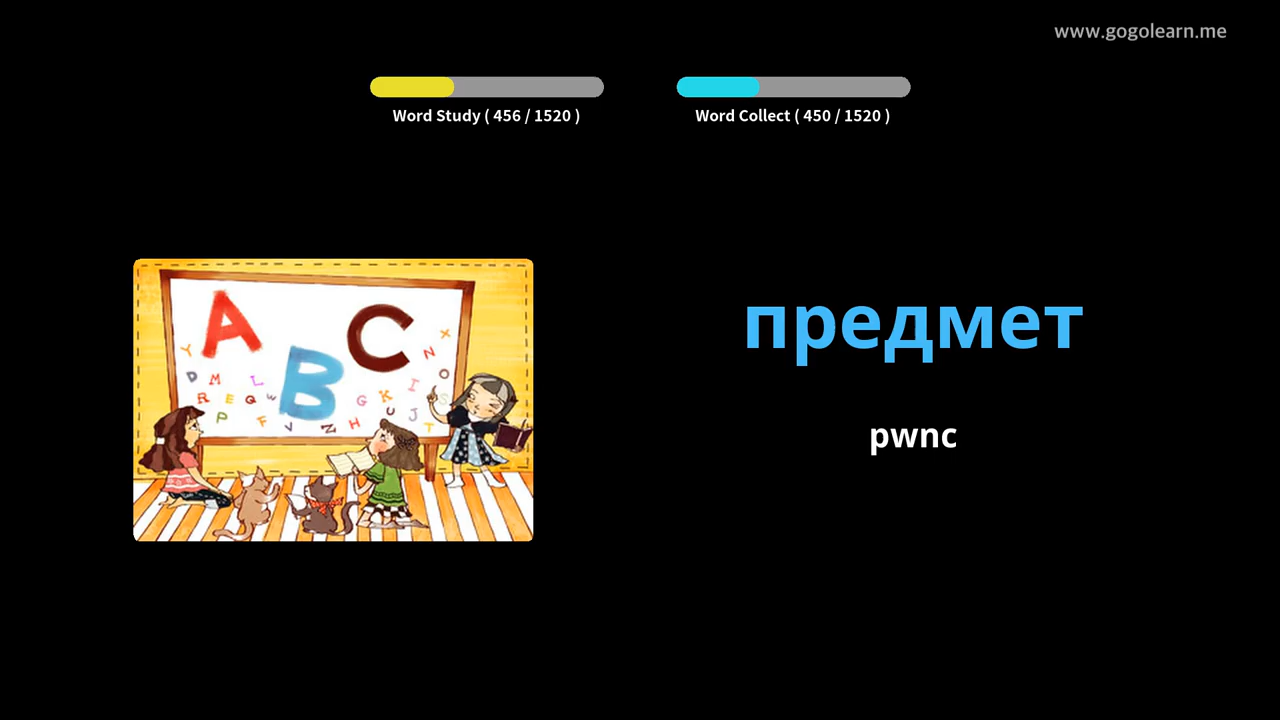 www.gogolearn.me
Word Study ( 456 / 1520 )
Word Collect ( 450 / 1520 )
предмет
pwnc
A
B
C
X
Y
N
D
M
L
I
O
S
R
E
Q
W
G
K
P
F
V
Z
H
U
J
T